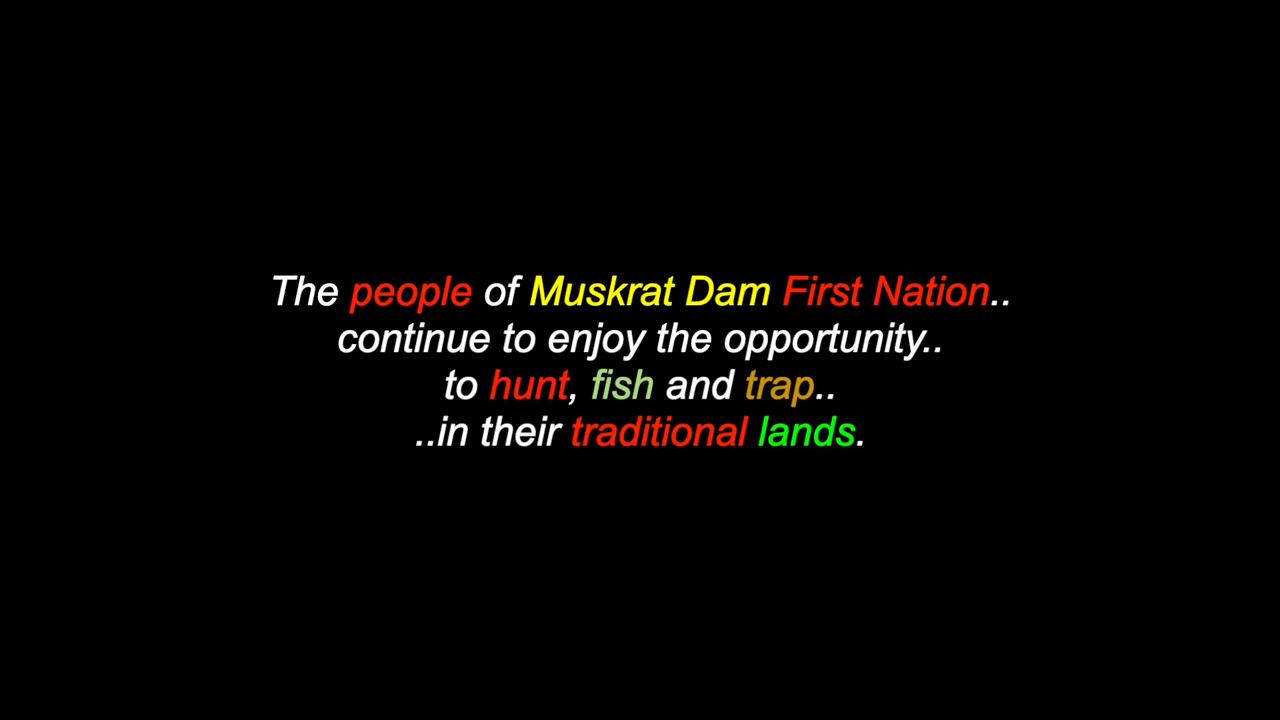 The people of Muskrat Dam First Nation..
continue to enjoy the opportunity..
to hunt, fish and trap..
..in their traditional lands.